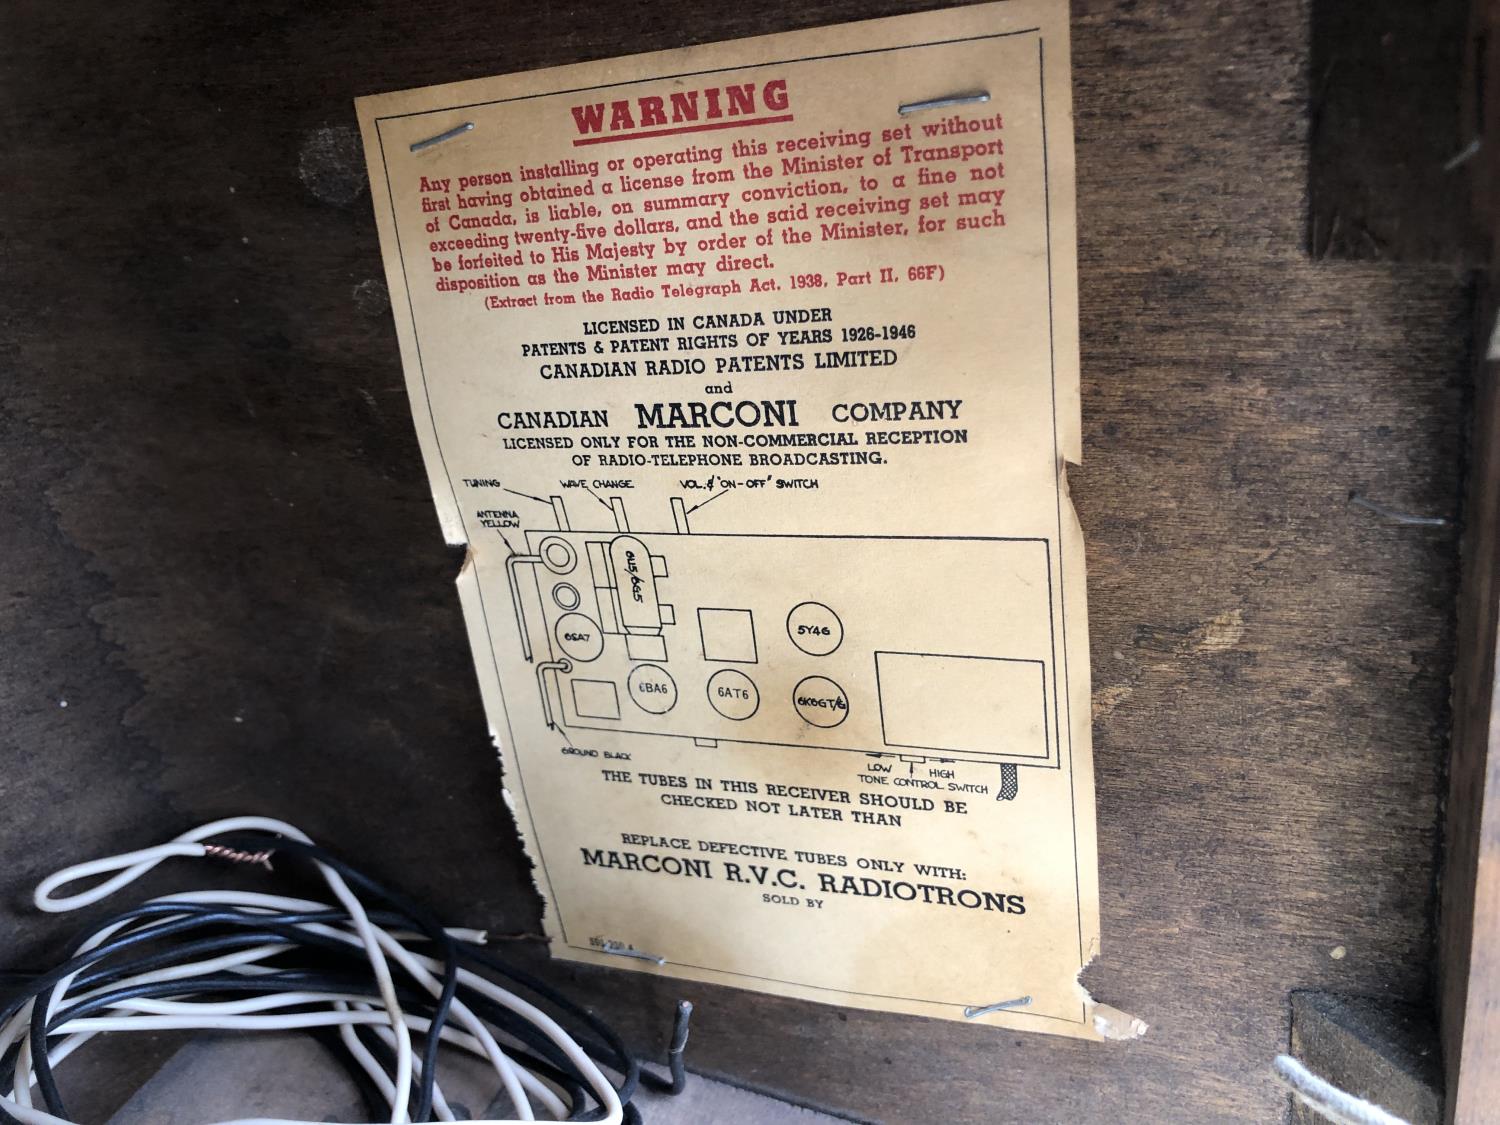 WARNING
Any person installing or operating this receiving set without
first having obtained a license from the Minister of Transport
of Canada, is liable, on summary conviction, to a fine not
exceeding twenty-five dollars, and the said receiving set may
be forfeited to His Majesty by order of the Minister, for such
disposition as the Minister may direct.
(Extract from the Radio Telegraph Act. 1938, Part II, 66F)
LICENSED IN CANADA UNDER
PATENTS & PATENT RIGHTS OF YEARS 1926-1946
CANADIAN RADIO PATENTS LIMITED
and
CANADIAN MARCONI COMPANY
LICENSED ONLY FOR THE NON-COMMERCIAL RECEPTION
OF RADIO-TELEPHONE BROADCASTING.
TUNING WAVE CHANGE VOL. & "ON-OFF" SWITCH
ANTENNA
YELLOW
6U5/6G5
6SA7
5Y4G
6BA6
6AT6
6K6GT/G
GROUND BLACK
LOW HIGH
TONE CONTROL SWITCH
THE TUBES IN THIS RECEIVER SHOULD BE
CHECKED NOT LATER THAN
REPLACE DEFECTIVE TUBES ONLY WITH:
MARCONI R.V.C. RADIOTRONS
SOLD BY